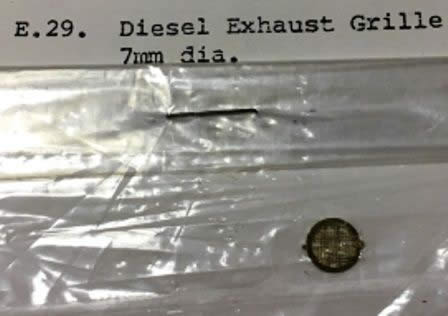 E.29. Diesel Exhaust Grille
7mm dia.